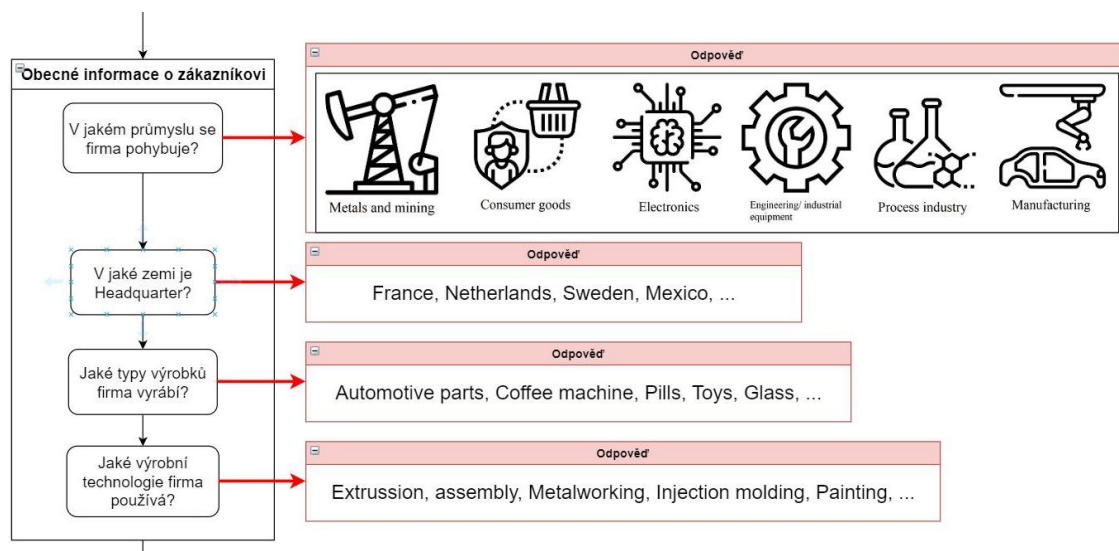 Obecné informace o zákazníkovi
V jakém průmyslu se
firma pohybuje?
Odpověď
Metals and mining
Consumer goods
Electronics
Engineering/ industrial
equipment
Process industry
Manufacturing
V jaké zemi je
Headquarter?
Odpověď
France, Netherlands, Sweden, Mexico, ...
Jaké typy výrobků
firma vyrábí?
Odpověď
Automotive parts, Coffee machine, Pills, Toys, Glass, ...
Jaké výrobní
technologie firma
používá?
Odpověď
Extrussion, assembly, Metalworking, Injection molding, Painting, ...